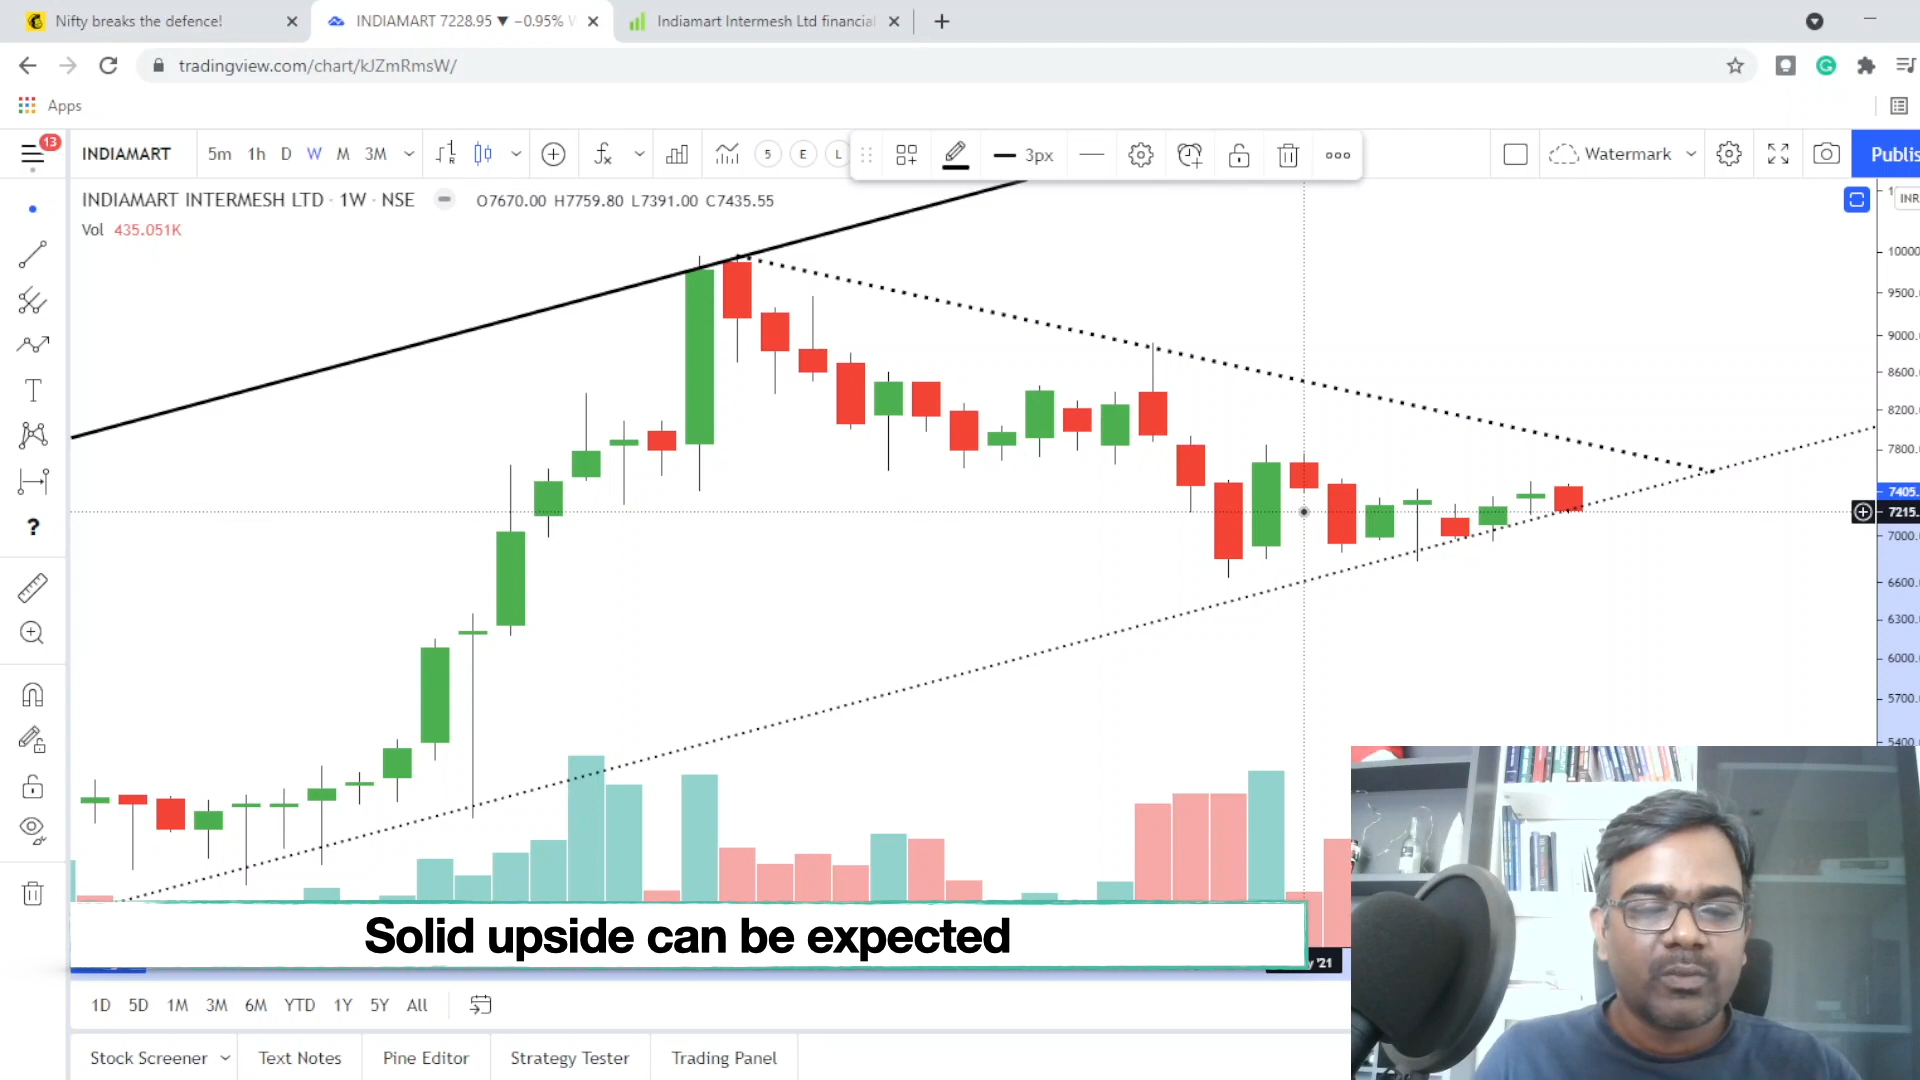 Nifty breaks the defence!
INDIAMART 7228.95 ▼ −0.95%
Indiamart Intermesh Ltd financial
tradingview.com/chart/kJZmRmsW/
Apps
13
INDIAMART 5m 1h D W M 3M
5 E L
3px
Watermark
Publis
INDIAMART INTERMESH LTD · 1W · NSE O7670.00 H7759.80 L7391.00 C7435.55
INR
Vol 435.051K
10000
9500.
9000.
8600.
8200.
7800.
7405.
7215.
7000.
6600.
6300.
6000.
5700.
5400
Solid upside can be expected
'21
1D 5D 1M 3M 6M YTD 1Y 5Y All
Stock Screener Text Notes Pine Editor Strategy Tester Trading Panel